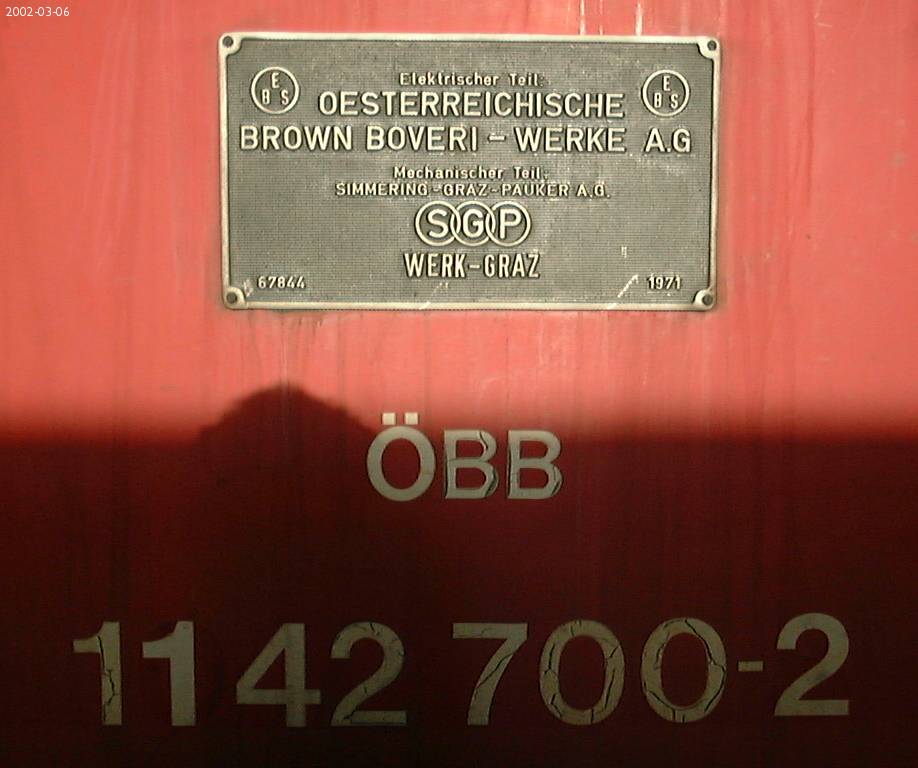 2002-03-06
E
B S
Elektrischer Teil:
OESTERREICHISCHE
BROWN BOVERI-WERKE A.G
E
B S
Mechanischer Teil:
SIMMERING-GRAZ-PAUKER A.G.
SGP
WERK-GRAZ
67844 1971
ÖBB
1142 700-2